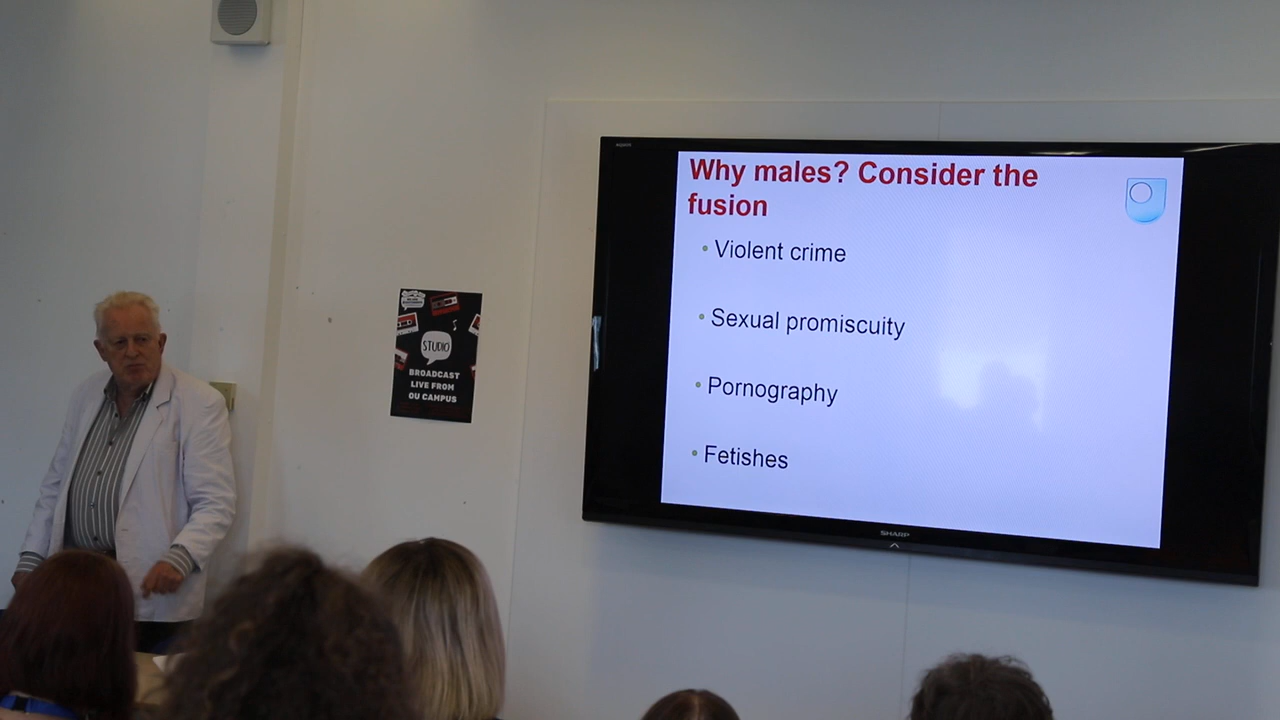 Why males? Consider the
fusion
• Violent crime
• Sexual promiscuity
• Pornography
• Fetishes
SHARP
STUDIO
BROADCAST
LIVE FROM
OU CAMPUS